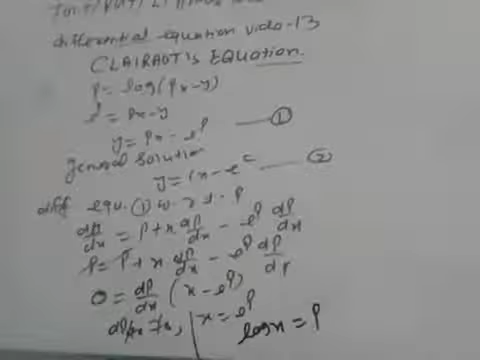 differential equation video-13
CLAIRAUT'S EQUATION.
P = log(Px-y)
e^P = Px-y
y = Px - e^P —— ①
general solution
y = cx - e^c —— ②
diff equ. ① w. r. t. P
dy/dx = P + x dP/dx - e^P dP/dx
P = P + x dP/dx - e^P dP/dx
0 = dP/dx (x - e^P)
x = e^P
log x = P